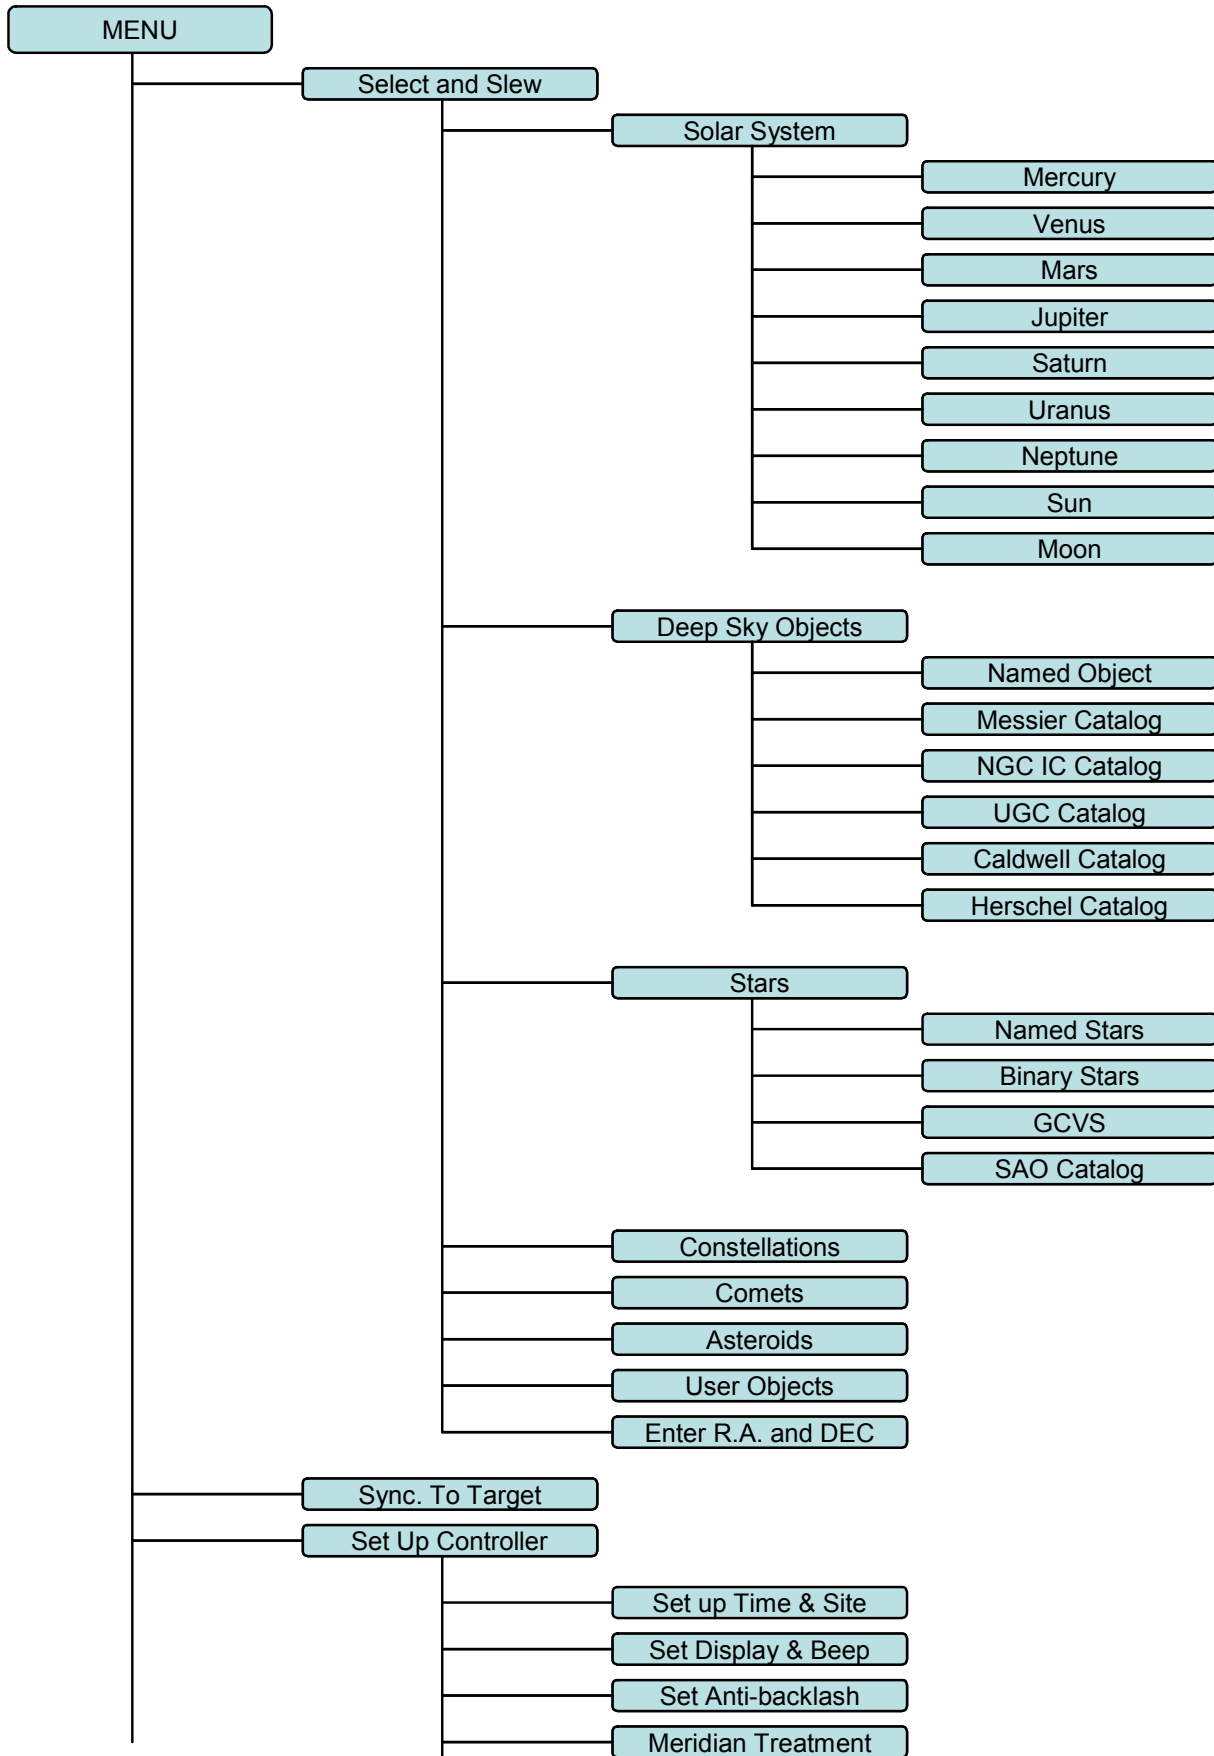 MENU
Select and Slew
Solar System
Mercury
Venus
Mars
Jupiter
Saturn
Uranus
Neptune
Sun
Moon
Deep Sky Objects
Named Object
Messier Catalog
NGC IC Catalog
UGC Catalog
Caldwell Catalog
Herschel Catalog
Stars
Named Stars
Binary Stars
GCVS
SAO Catalog
Constellations
Comets
Asteroids
User Objects
Enter R.A. and DEC
Sync. To Target
Set Up Controller
Set up Time & Site
Set Display & Beep
Set Anti-backlash
Meridian Treatment